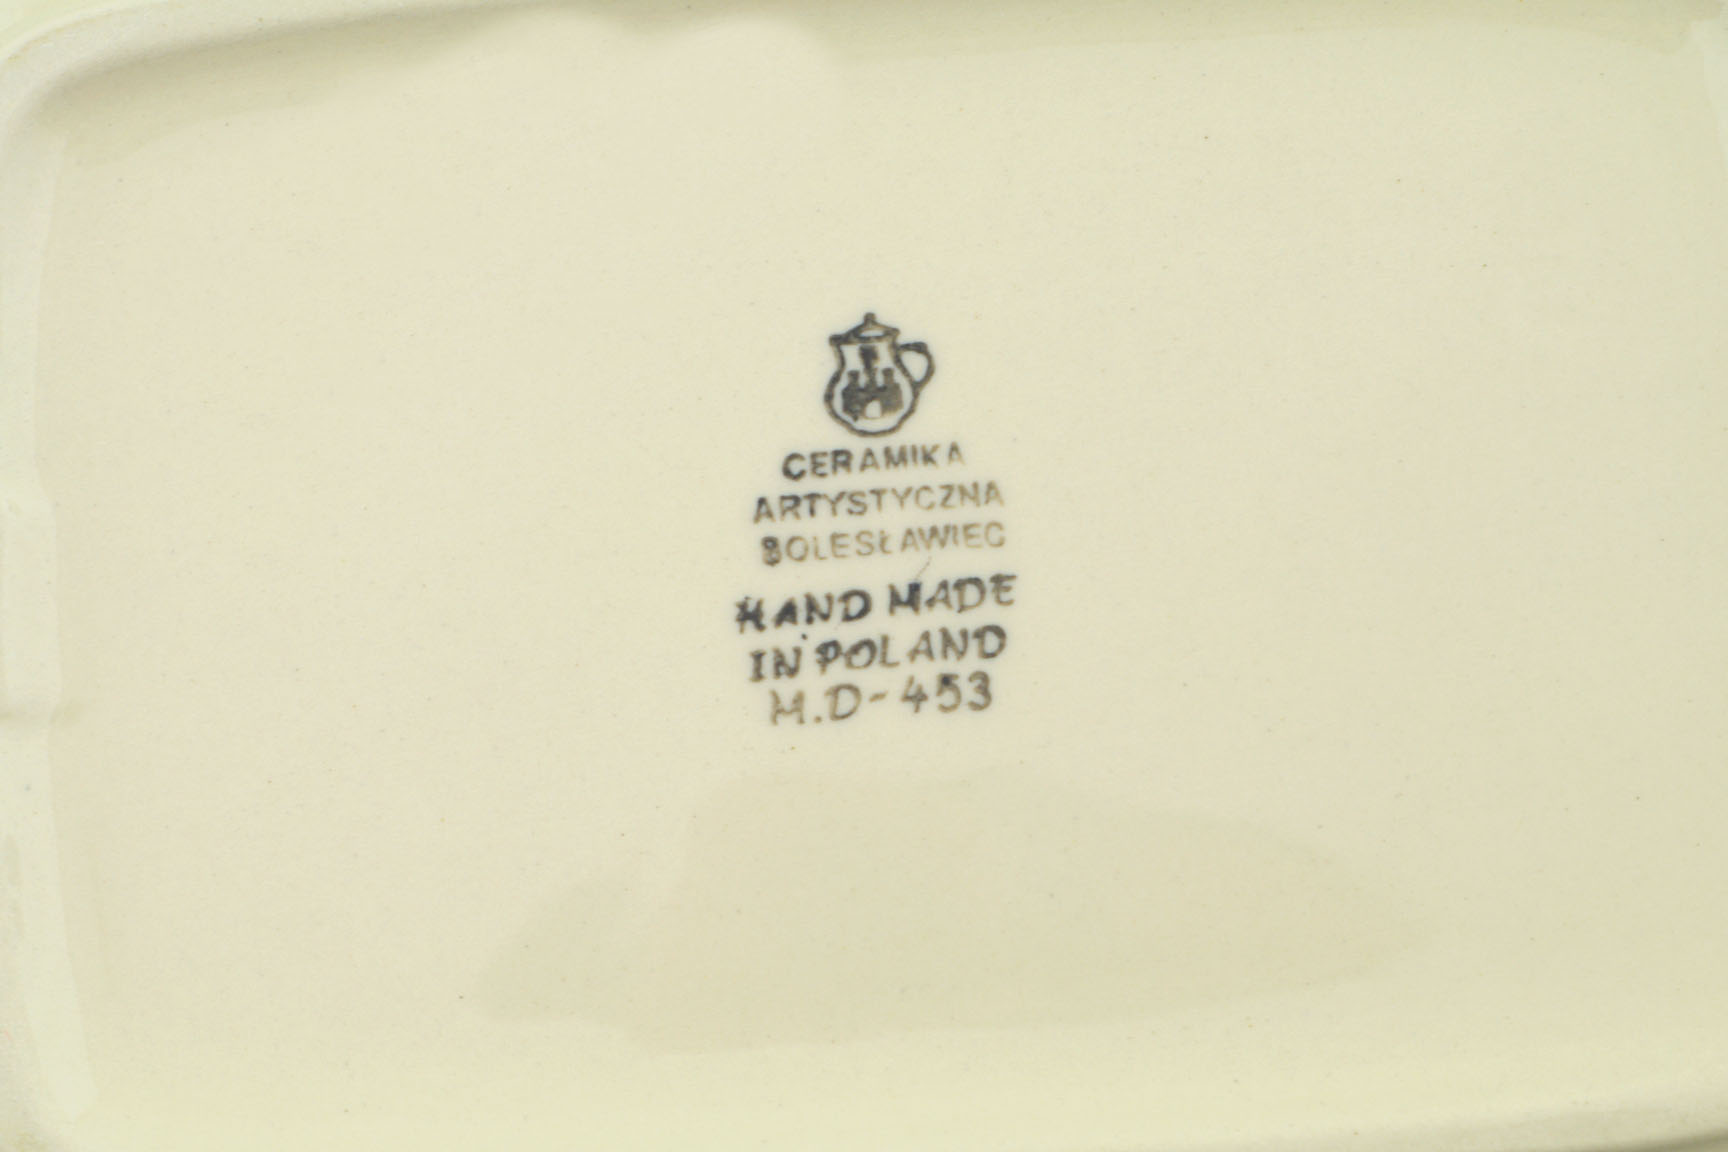 CERAMIKA
ARTYSTYCZNA
BOLESŁAWIEC
HAND MADE
IN POLAND
M.D-453